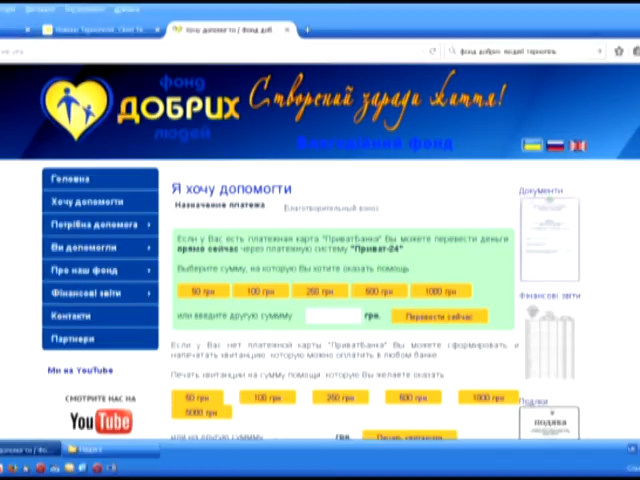 Хочу допомогти / Фонд доб
фонд добрих людей тернопіль
фонд
ДОБРИХ
людей
Створений заради життя!
Благодійний фонд
Головна
Хочу допомогти
Потрібна допомога
Ви допомогли
Про наш фонд
Фінансові звіти
Контакти
Партнери
Ми на YouTube
СМОТРИТЕ НАС НА
YouTube
Я хочу допомогти
Назначение платежа
Благотворительный взнос
Если у Вас есть платежная карта "ПриватБанка" Вы можете перевести деньги
прямо сейчас через платежную систему "Приват-24"
Выберите сумму, на которую Вы хотите оказать помощь
50 грн 100 грн 250 грн 500 грн 1000 грн
или введите другую сумму грн. Перевести сейчас
Если у Вас нет платежной карты "ПриватБанка" Вы можете сформировать и
напечатать квитанцию, которую можно оплатить в любом банке
Печать квитанции на сумму помощи, которую Вы желаете оказать
50 грн 100 грн 250 грн 500 грн 1000 грн
5000 грн
или на другую сумму грн.
Документи
Фінансові звіти
Подяки
ПОДЯКА